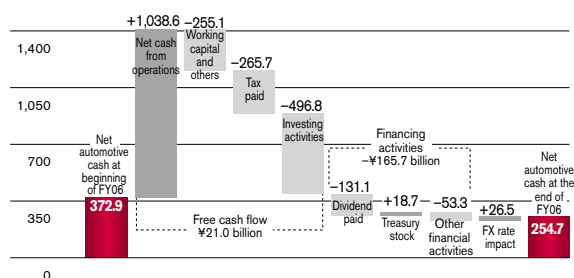 +1,038.6
−255.1
1,400
Net cash
from
operations
Working
capital
and
others
−265.7
Tax
paid
1,050
−496.8
Investing
activities
Financing
activities
−¥165.7 billion
700
Net
automotive
cash at
beginning
of FY06
372.9
Net
automotive
cash at the
end of
FY06
254.7
−131.1
Dividend
paid
+18.7
Treasury
stock
−53.3
Other
financial
activities
+26.5
FX rate
impact
350
Free cash flow
¥21.0 billion
0